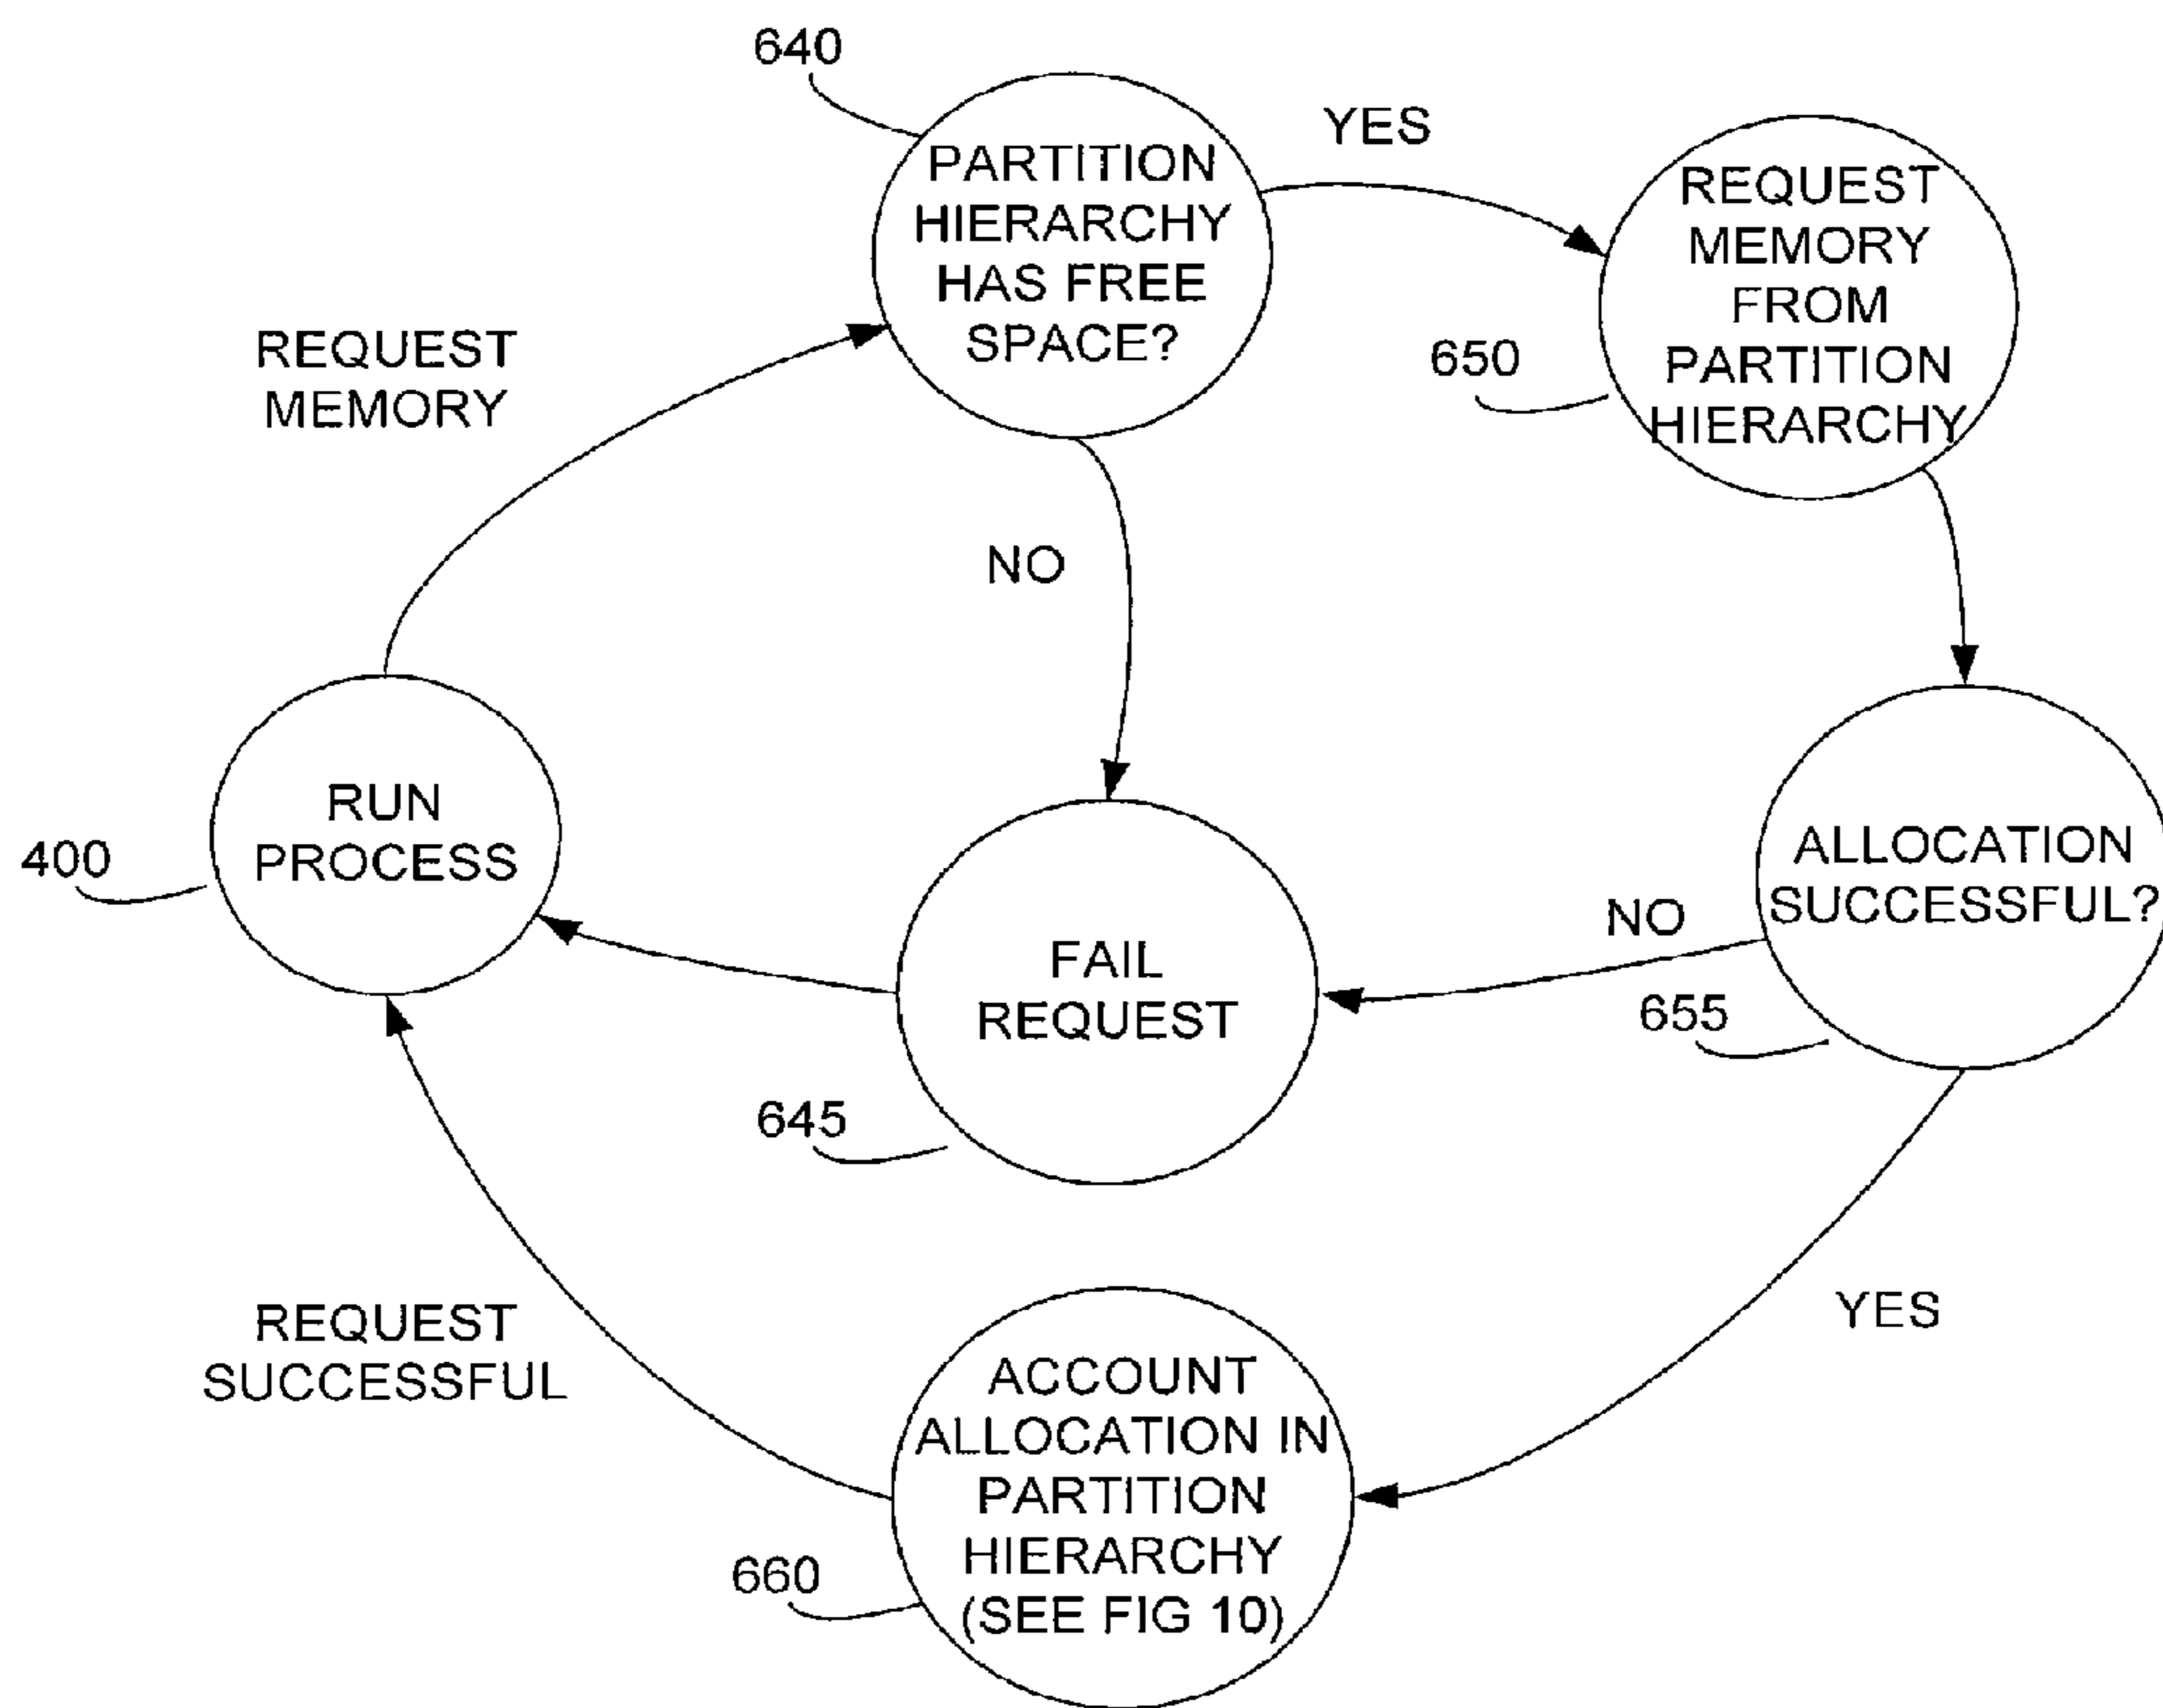 640
PARTITION
HIERARCHY
HAS FREE
SPACE?
YES
REQUEST
MEMORY
FROM
PARTITION
HIERARCHY
650
REQUEST
MEMORY
NO
RUN
PROCESS
400
ALLOCATION
SUCCESSFUL?
NO
655
FAIL
REQUEST
645
REQUEST
SUCCESSFUL
YES
ACCOUNT
ALLOCATION IN
PARTITION
HIERARCHY
(SEE FIG 10)
660